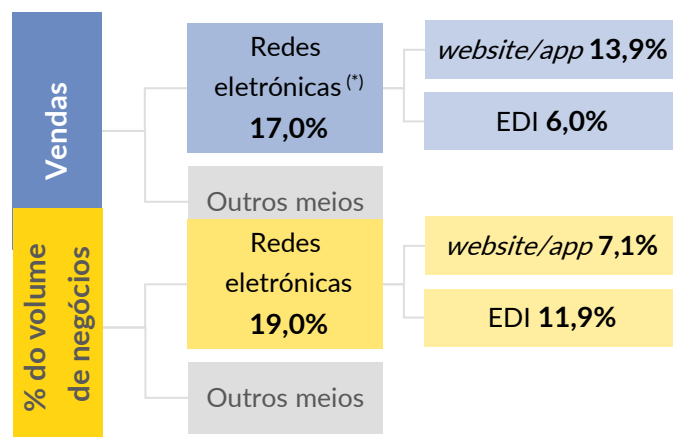 Vendas
Redes
eletrónicas (*)
17,0%
website/app 13,9%
EDI 6,0%
Outros meios
% do volume
de negócios
Redes
eletrónicas
19,0%
website/app 7,1%
EDI 11,9%
Outros meios